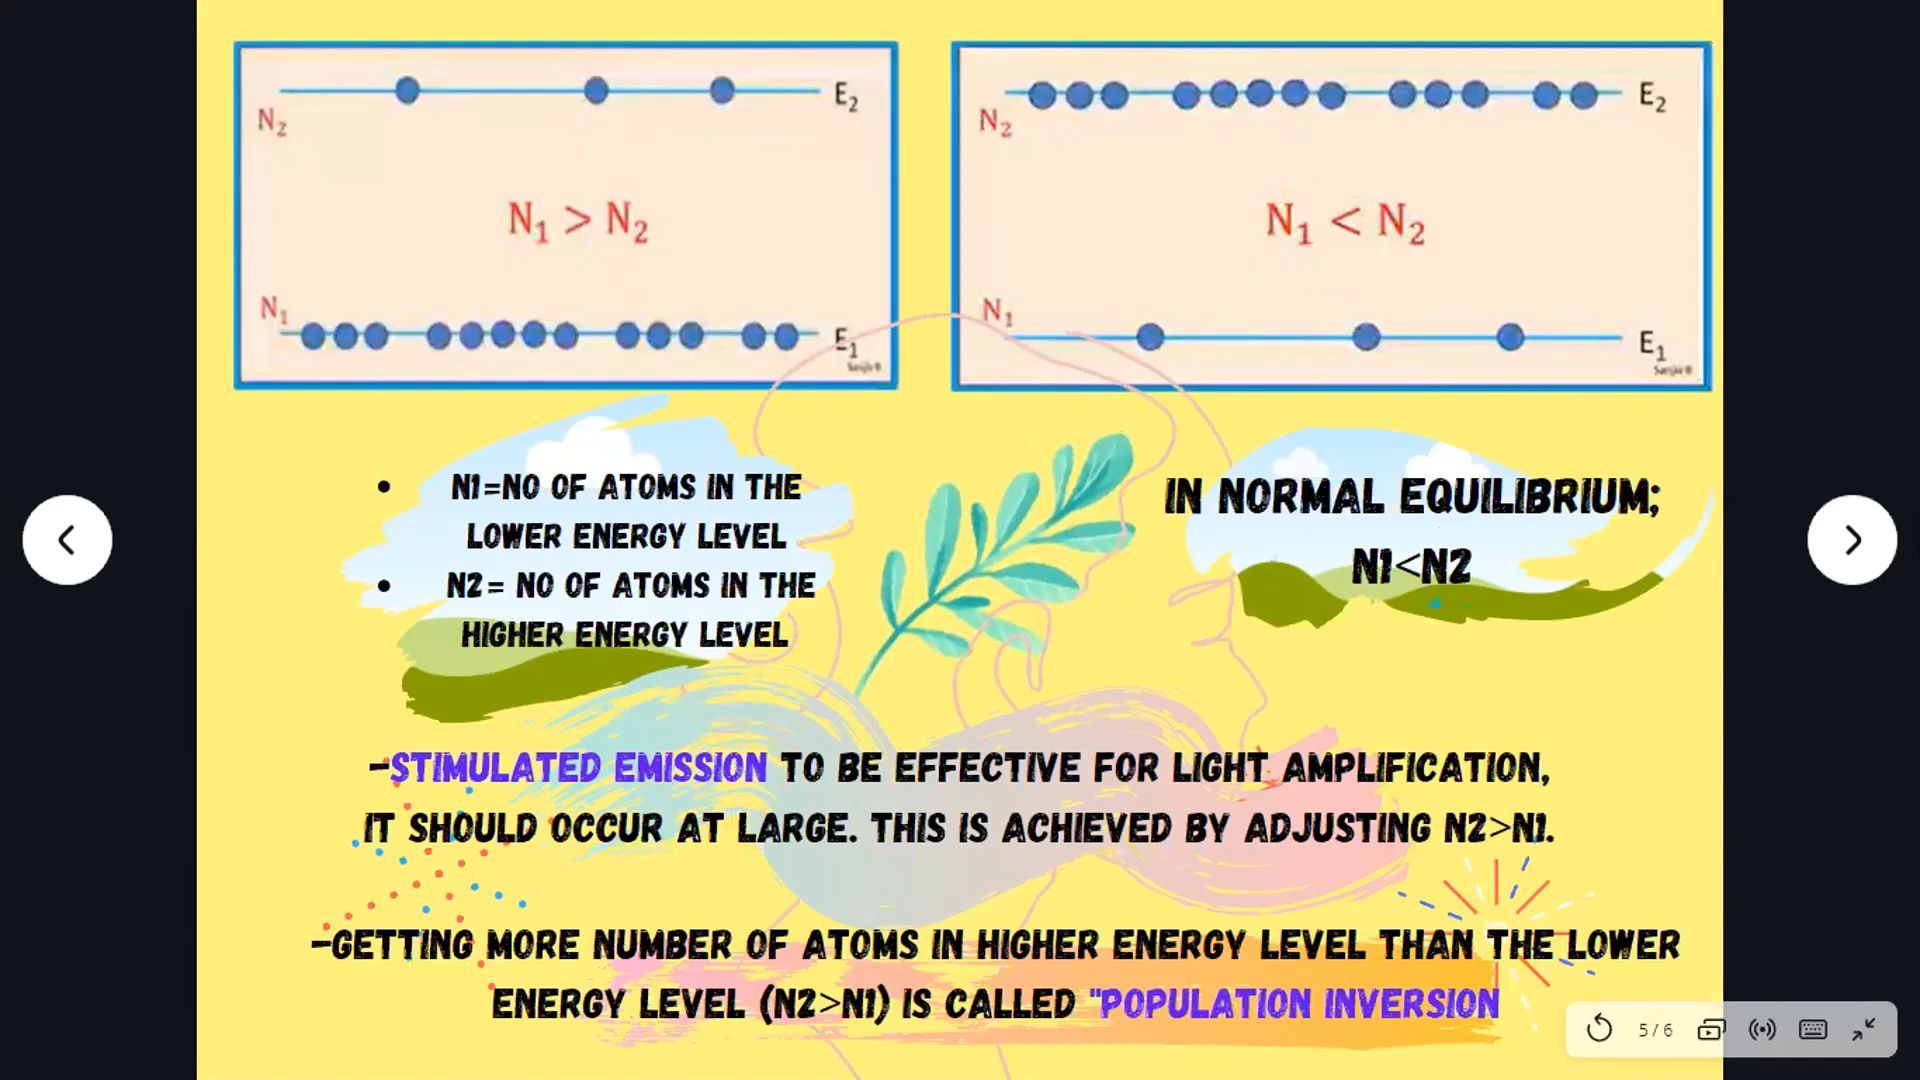 E₂
N₂
N₁ > N₂
N₁
E₁
Sanjiv B
E₂
N₂
N₁ < N₂
N₁
E₁
Sanjiv B
• N1=NO OF ATOMS IN THE
LOWER ENERGY LEVEL
• N2= NO OF ATOMS IN THE
HIGHER ENERGY LEVEL
IN NORMAL EQUILIBRIUM;
N1<N2
-STIMULATED EMISSION TO BE EFFECTIVE FOR LIGHT AMPLIFICATION,
IT SHOULD OCCUR AT LARGE. THIS IS ACHIEVED BY ADJUSTING N2>N1.
-GETTING MORE NUMBER OF ATOMS IN HIGHER ENERGY LEVEL THAN THE LOWER
ENERGY LEVEL (N2>N1) IS CALLED "POPULATION INVERSION
5 / 6